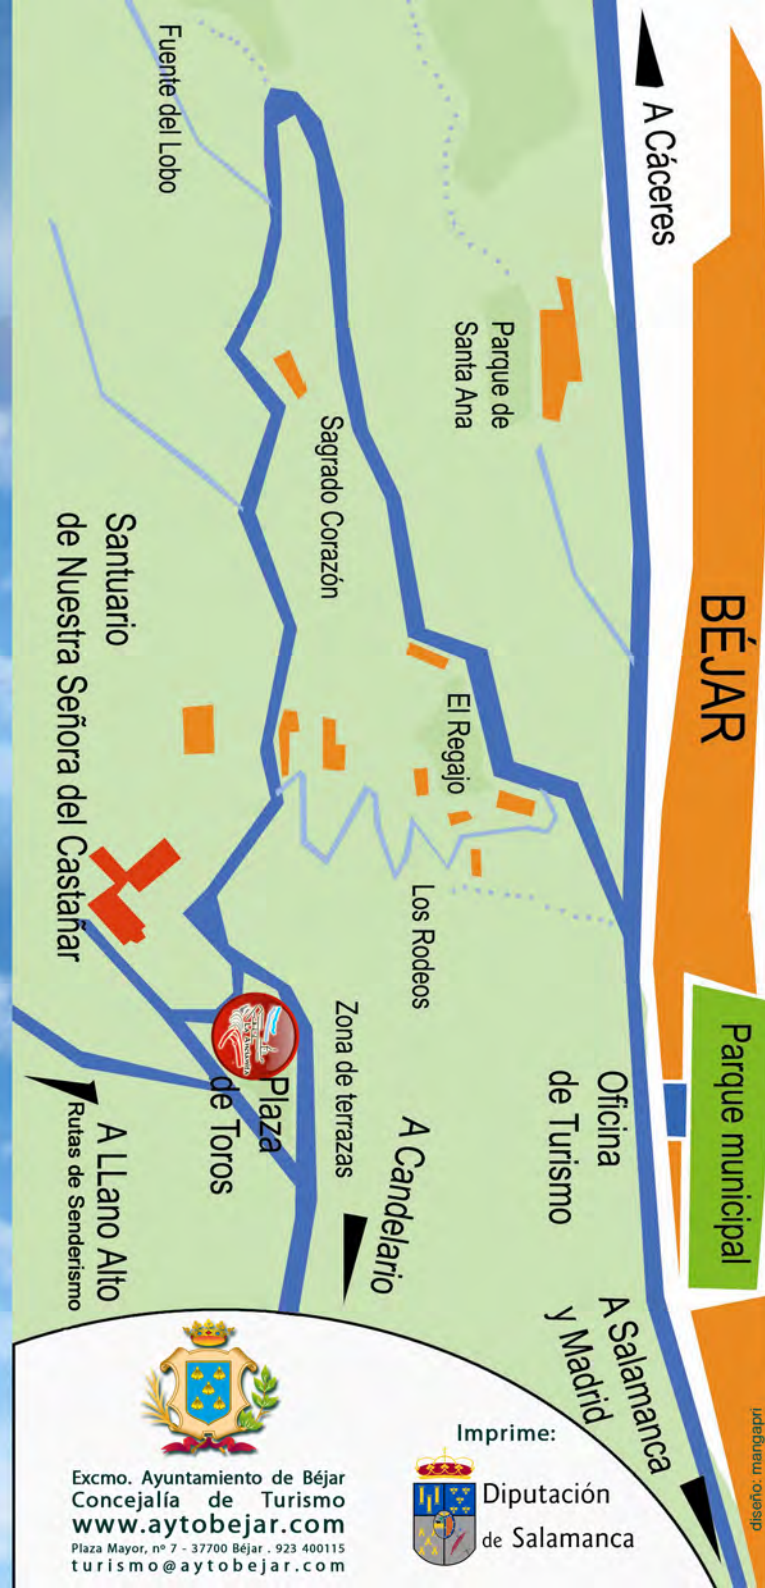 A Cáceres
BÉJAR
Parque municipal
Fuente del Lobo
Parque de
Santa Ana
Sagrado Corazón
El Regajo
Los Rodeos
Santuario
de Nuestra Señora del Castañar
Zona de terrazas
Plaza
de Toros
Oficina
de Turismo
A Candelario
A LLano Alto
Rutas de Senderismo
A Salamanca
y Madrid
diseño: mangapri
Imprime:
Diputación
de Salamanca
Excmo. Ayuntamiento de Béjar
Concejalía de Turismo
www.aytobejar.com
Plaza Mayor, nº 7 - 37700 Béjar . 923 400115
turismo@aytobejar.com